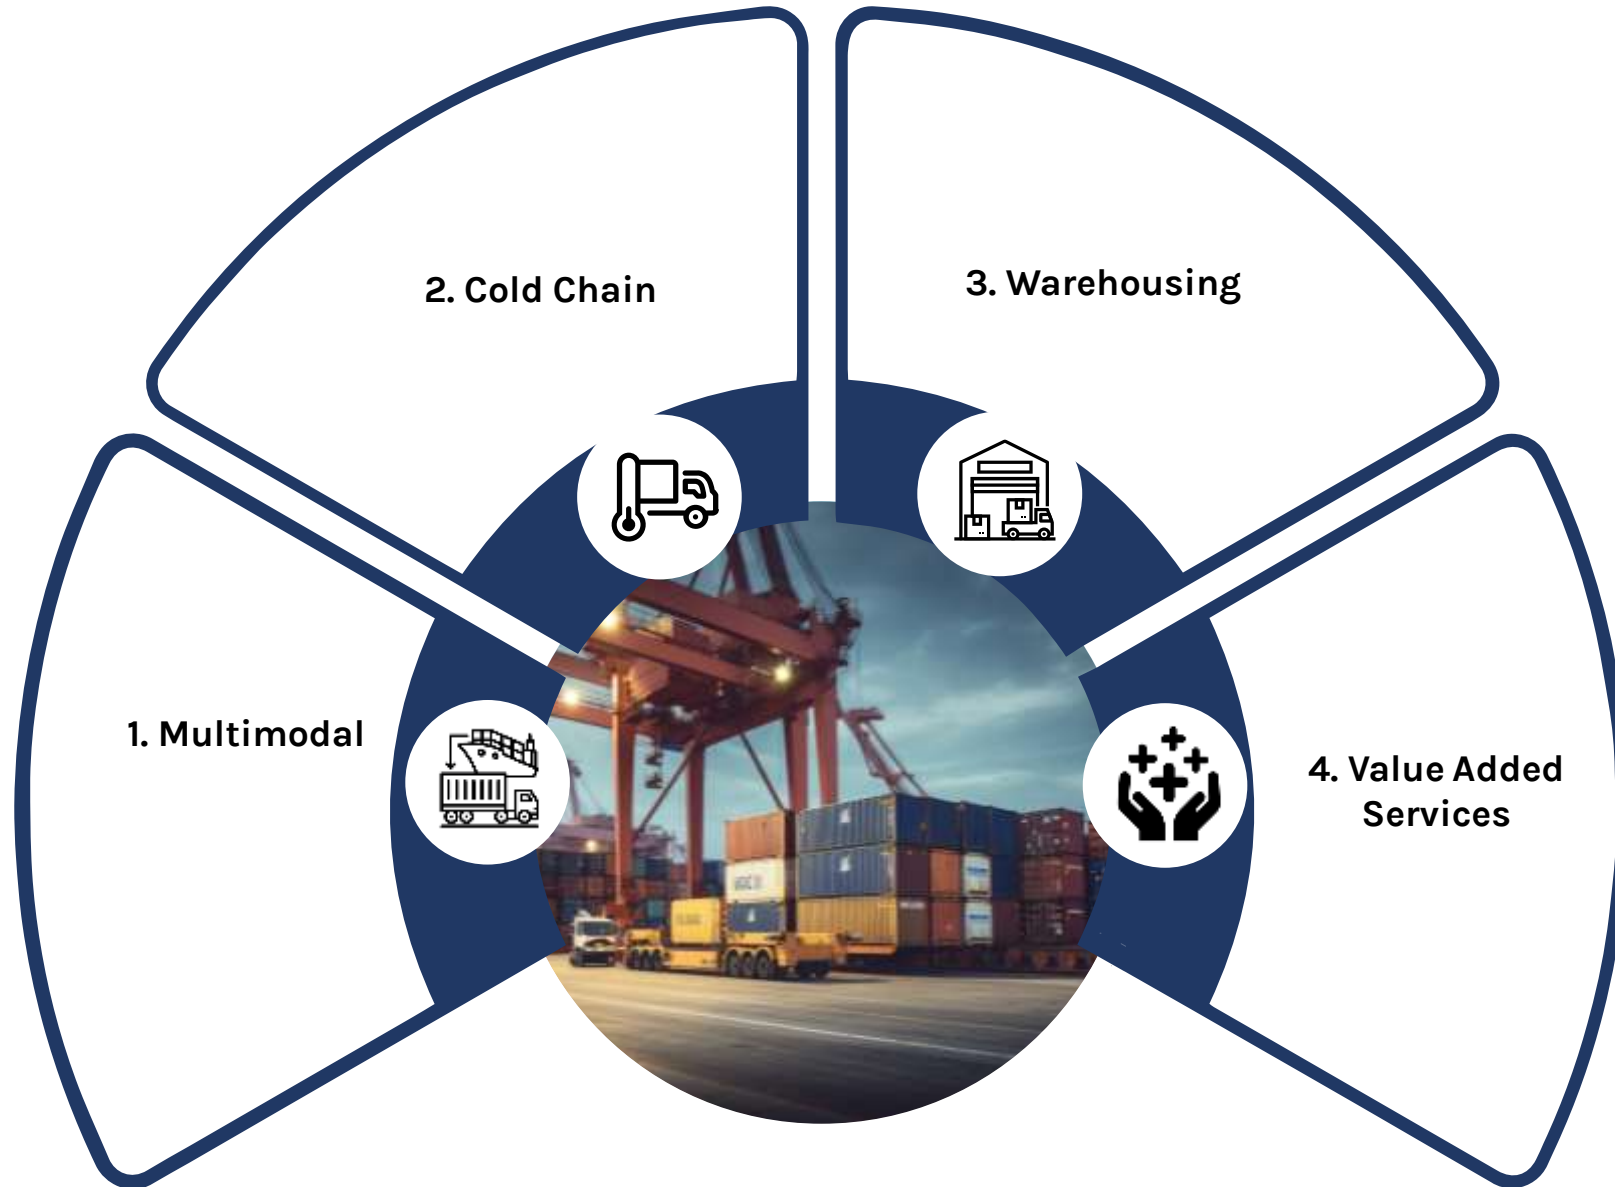 2. Cold Chain
3. Warehousing
1. Multimodal
4. Value Added
Services